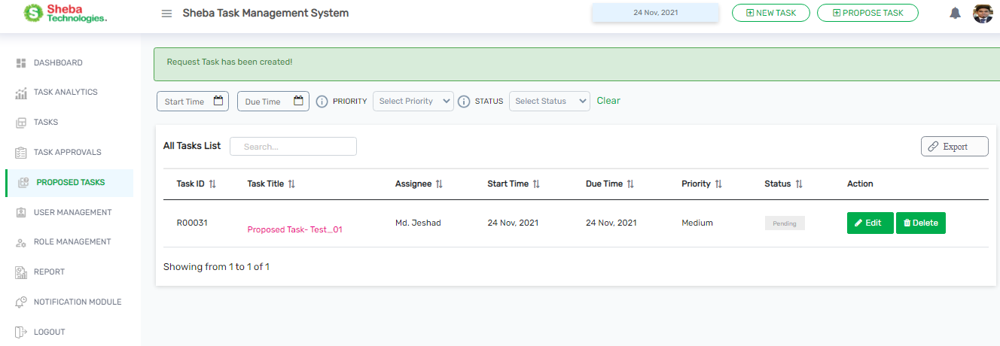 Sheba
Technologies.
Sheba Task Management System
24 Nov, 2021
NEW TASK
PROPOSE TASK
DASHBOARD
TASK ANALYTICS
TASKS
TASK APPROVALS
PROPOSED TASKS
USER MANAGEMENT
ROLE MANAGEMENT
REPORT
NOTIFICATION MODULE
LOGOUT
Request Task has been created!
Start Time Due Time PRIORITY Select Priority STATUS Select Status Clear
All Tasks List Search... Export
Task ID Task Title Assignee Start Time Due Time Priority Status Action
R00031 Proposed Task- Test_01 Md. Jeshad 24 Nov, 2021 24 Nov, 2021 Medium Pending Edit Delete
Showing from 1 to 1 of 1